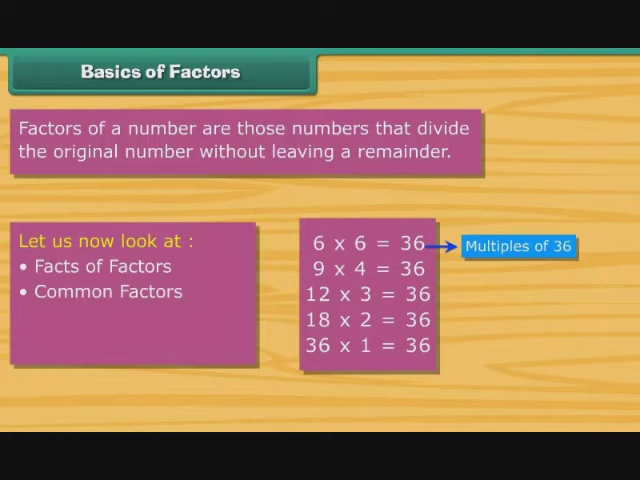 Basics of Factors
Factors of a number are those numbers that divide
the original number without leaving a remainder.
Let us now look at :
• Facts of Factors
• Common Factors
6 x 6 = 36
9 x 4 = 36
12 x 3 = 36
18 x 2 = 36
36 x 1 = 36
Multiples of 36